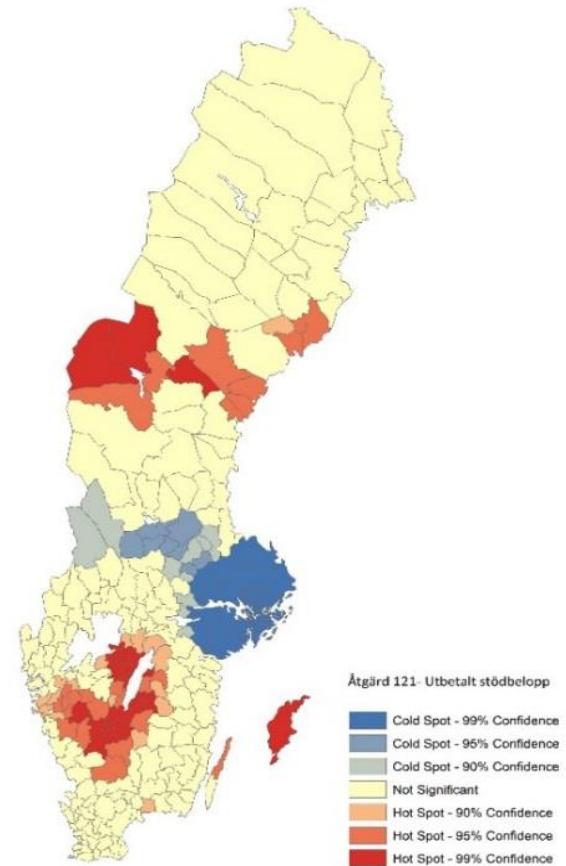 Åtgärd 121- Utbetalt stödbelopp
Cold Spot - 99% Confidence
Cold Spot - 95% Confidence
Cold Spot - 90% Confidence
Not Significant
Hot Spot - 90% Confidence
Hot Spot - 95% Confidence
Hot Spot - 99% Confidence